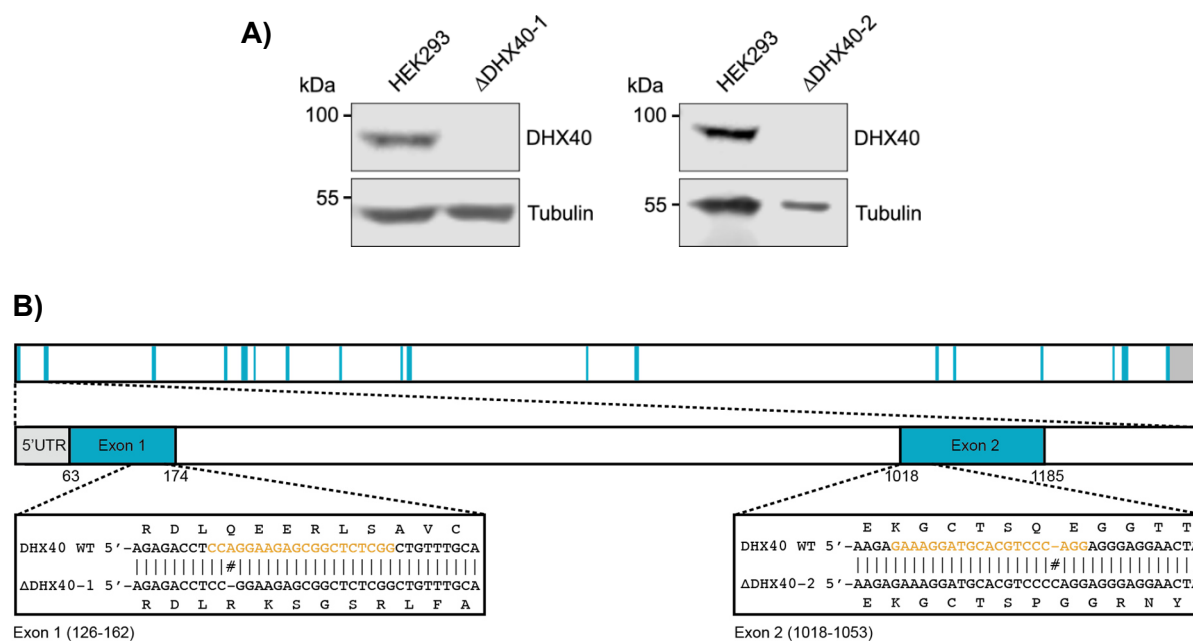 A)
HEK293 ΔDHX40-1
kDa
100
DHX40
55
Tubulin
HEK293 ΔDHX40-2
kDa
100
DHX40
55
Tubulin
B)
5'UTR Exon 1 Exon 2
63 174 1018 1185
R D L Q E E R L S A V C
DHX40 WT 5'-AGAGACCTCCAGGAAGAGCGGCTCTCGGCTGTTTGCA
#
ΔDHX40-1 5'-AGAGACCTCC-GGAAGAGCGGCTCTCGGCTGTTTGCA
R D L R K S G S R L F A
Exon 1 (126-162)
E K G C T S Q E G G T T
DHX40 WT 5'-AAGAGAAAGGATGCACGTCCC-AGGAGGGAGGAACTA
#
ΔDHX40-2 5'-AAGAGAAAGGATGCACGTCCCCAGGAGGGAGGAACTA
E K G C T S P G G R N Y
Exon 2 (1018-1053)